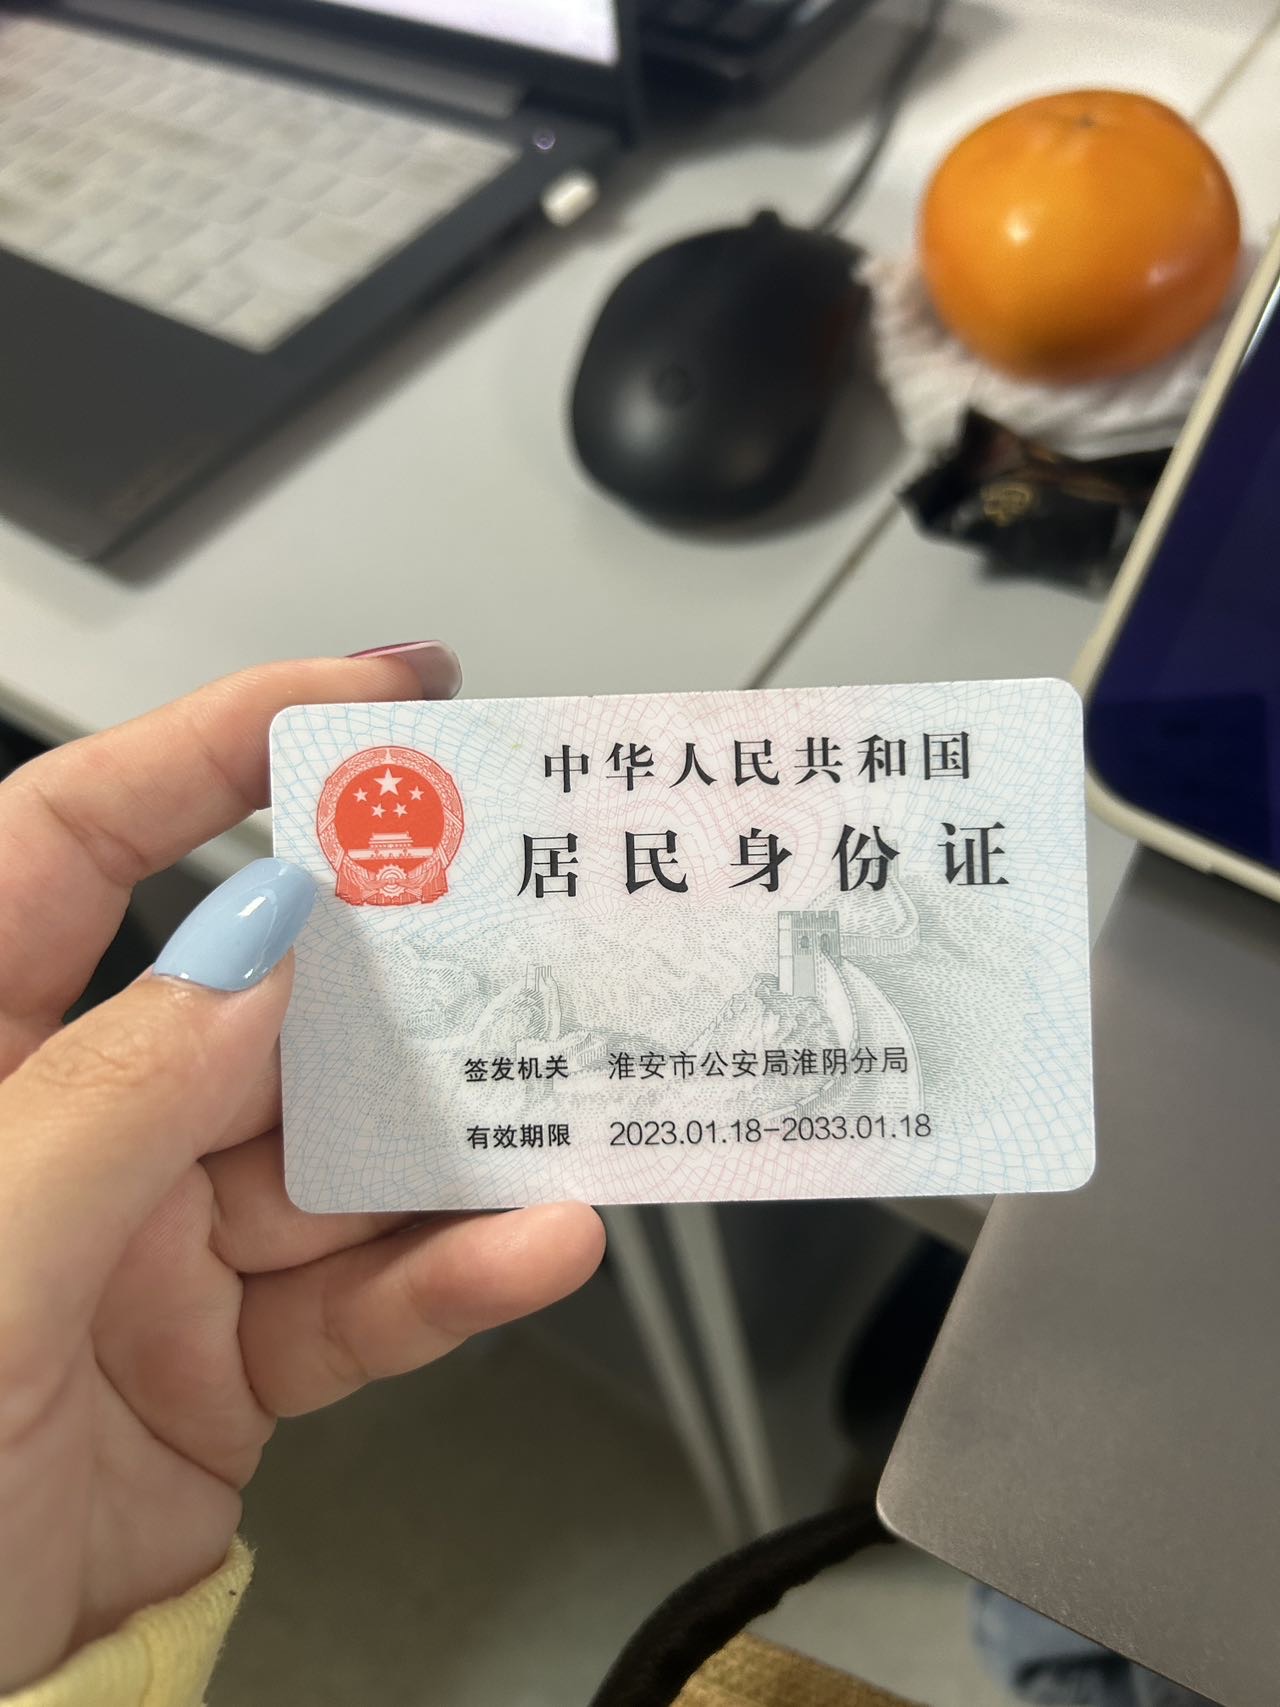 中华人民共和国
居民身份证
签发机关 淮安市公安局淮阴分局
有效期限 2023.01.18-2033.01.18